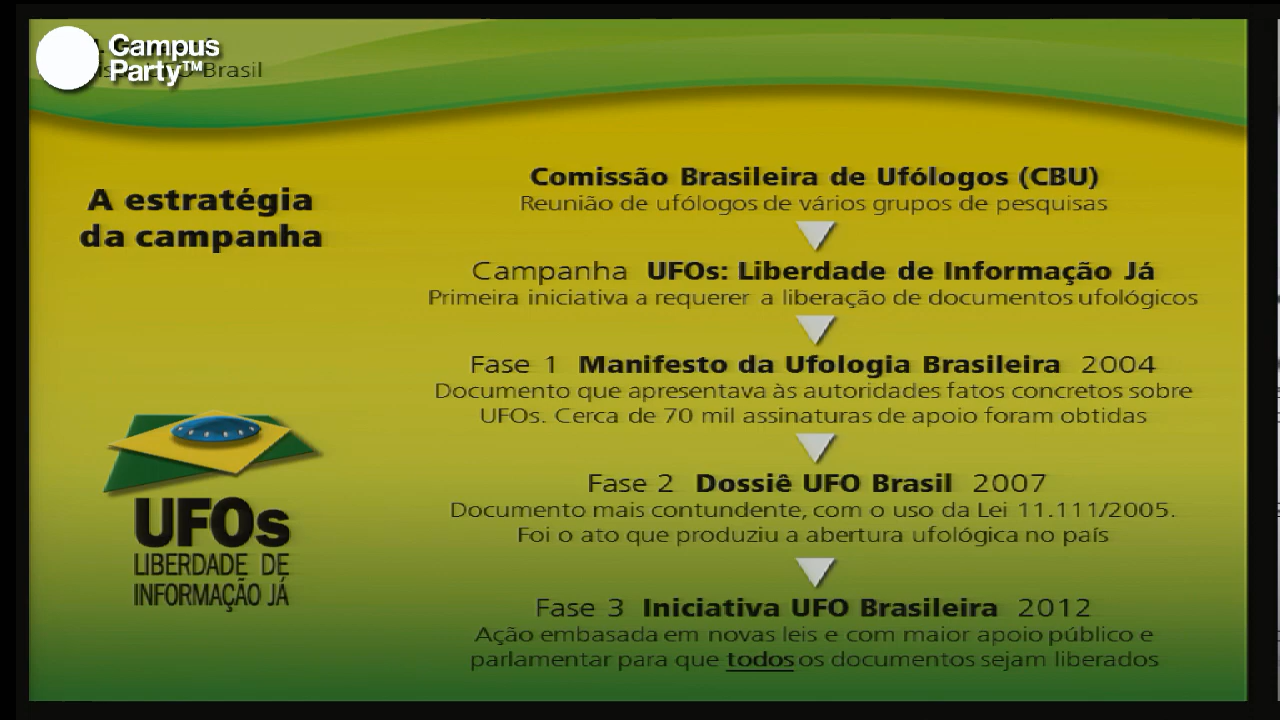 Campus
Party™
Brasil
A estratégia
da campanha
Comissão Brasileira de Ufólogos (CBU)
Reunião de ufólogos de vários grupos de pesquisas
Campanha UFOs: Liberdade de Informação Já
Primeira iniciativa a requerer a liberação de documentos ufológicos
Fase 1 Manifesto da Ufologia Brasileira 2004
Documento que apresentava às autoridades fatos concretos sobre
UFOs. Cerca de 70 mil assinaturas de apoio foram obtidas
Fase 2 Dossiê UFO Brasil 2007
Documento mais contundente, com o uso da Lei 11.111/2005.
Foi o ato que produziu a abertura ufológica no país
Fase 3 Iniciativa UFO Brasileira 2012
Ação embasada em novas leis e com maior apoio público e
parlamentar para que todos os documentos sejam liberados
UFOs
LIBERDADE DE
INFORMAÇÃO JÁ